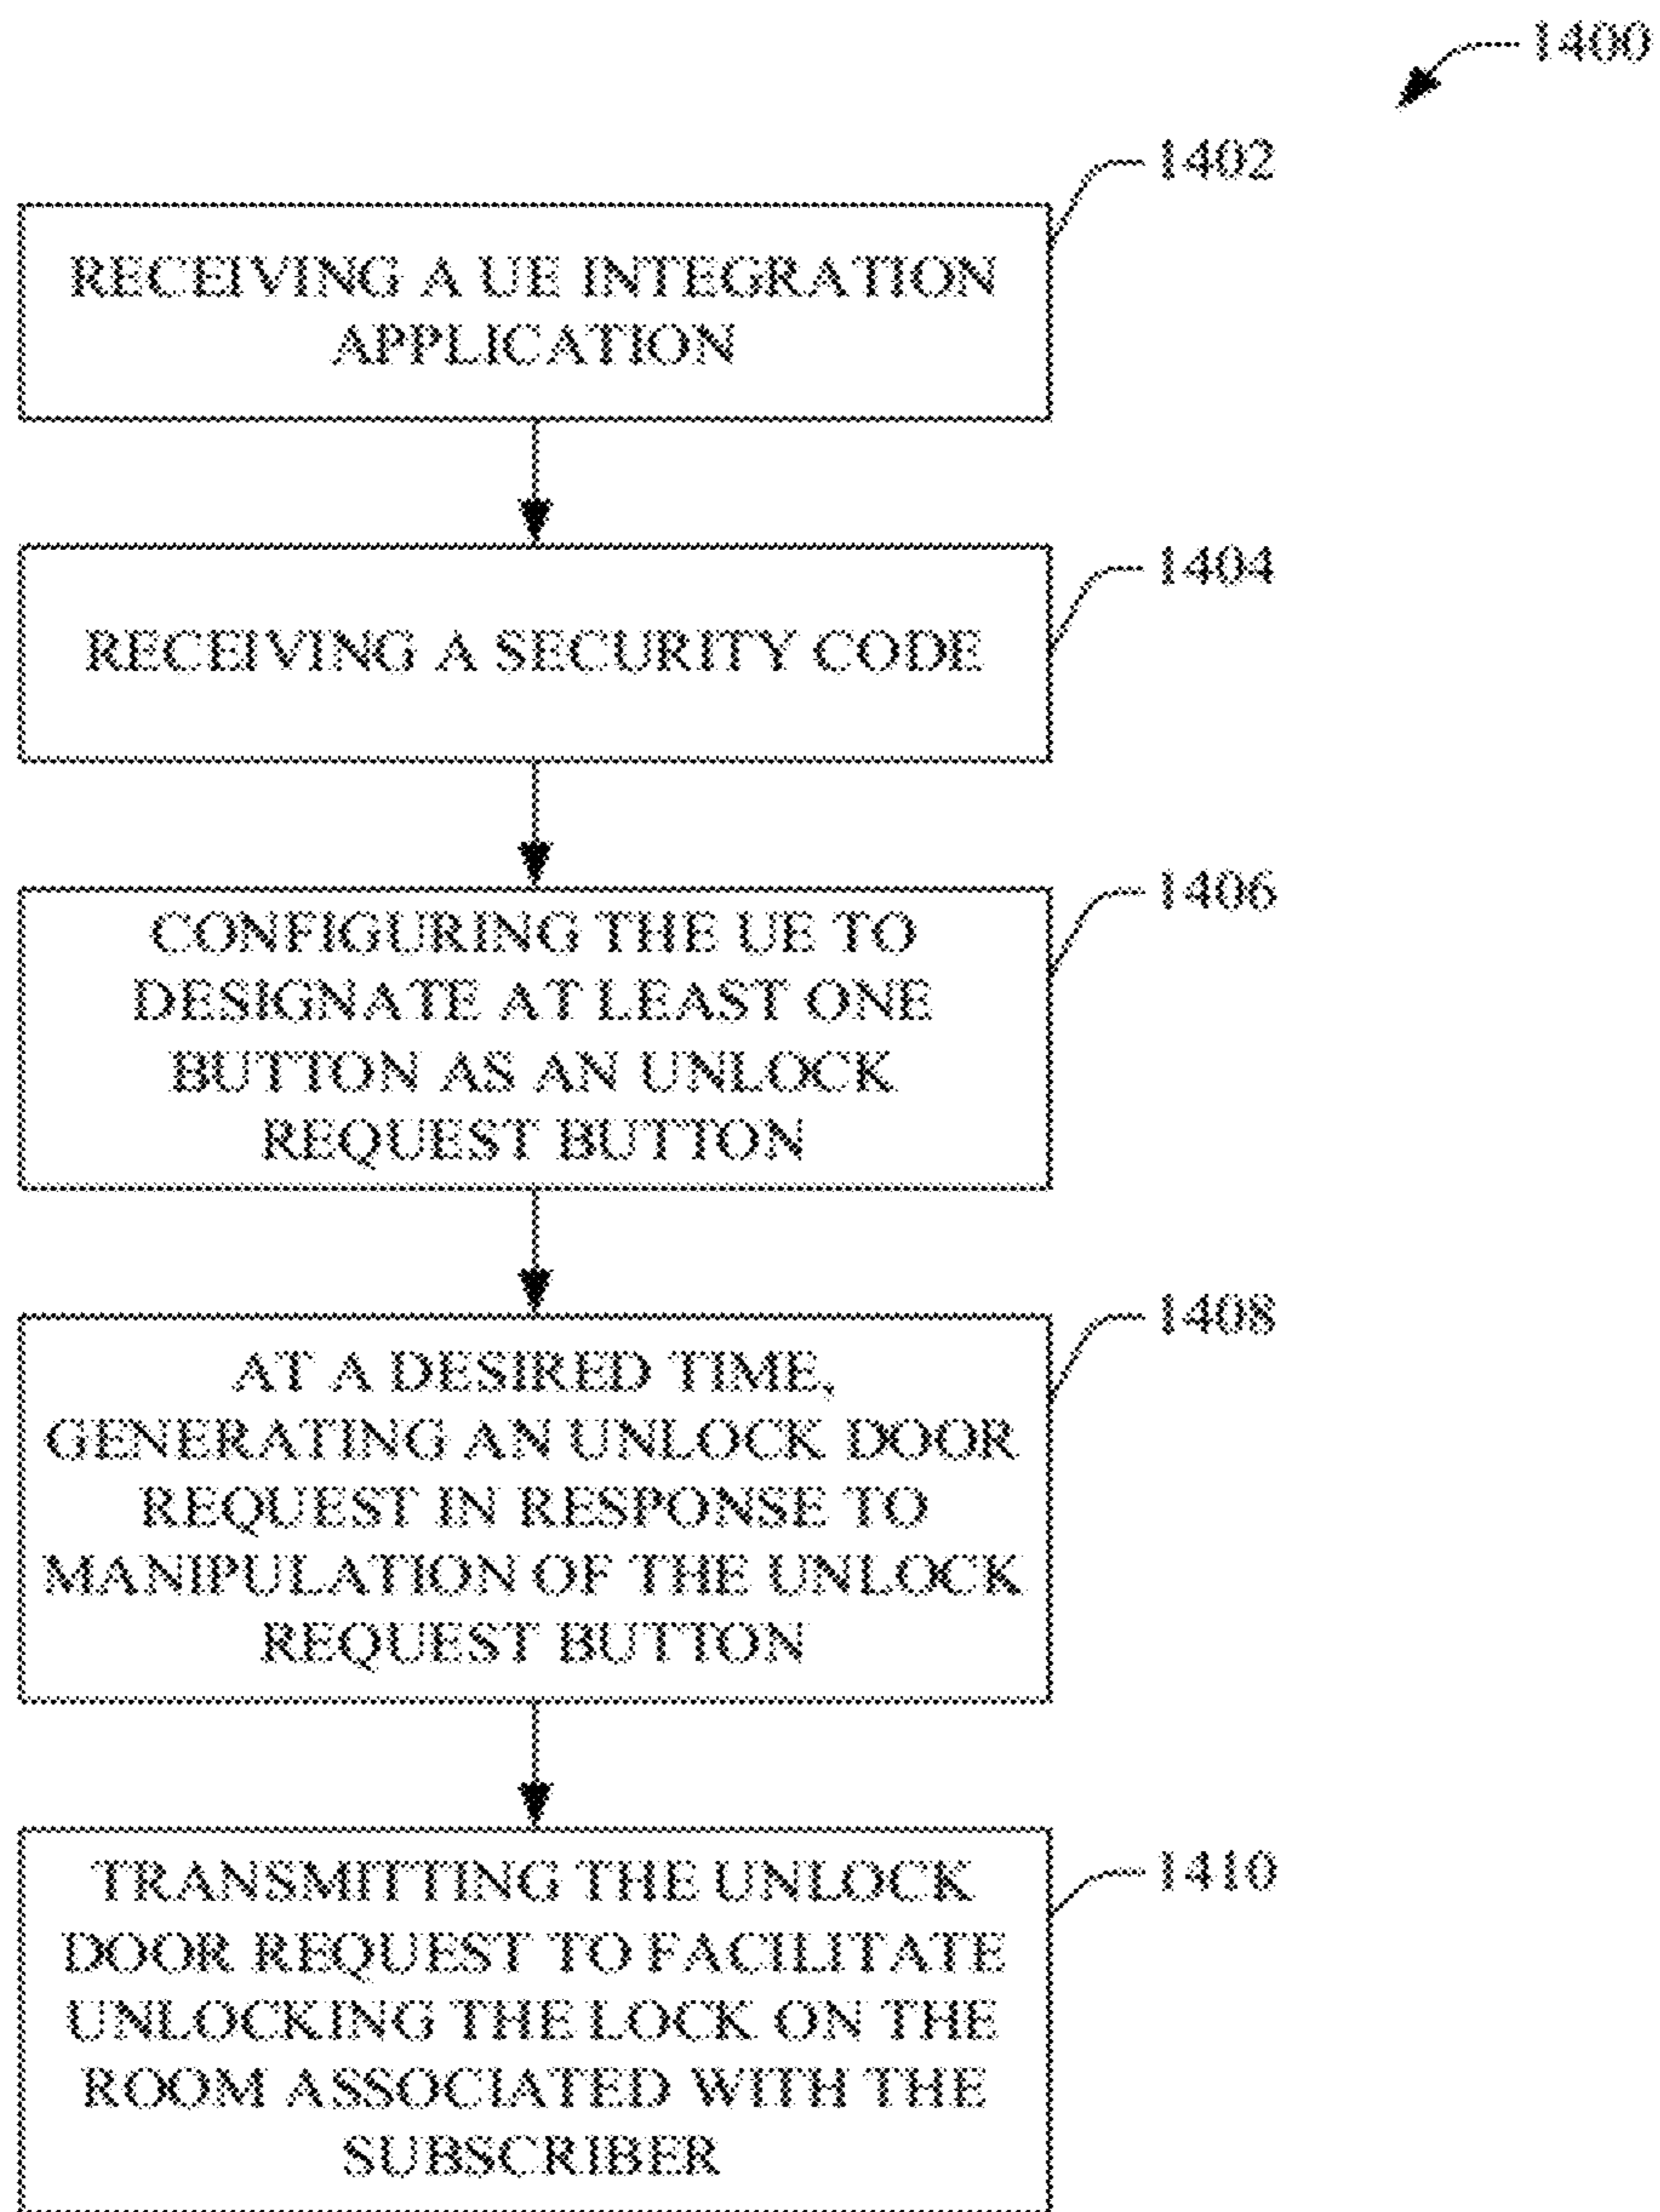 1400
1402
RECEIVING A UE INTEGRATION
APPLICATION
1404
RECEIVING A SECURITY CODE
1406
CONFIGURING THE UE TO
DESIGNATE AT LEAST ONE
BUTTON AS AN UNLOCK
REQUEST BUTTON
1408
AT A DESIRED TIME,
GENERATING AN UNLOCK DOOR
REQUEST IN RESPONSE TO
MANIPULATION OF THE UNLOCK
REQUEST BUTTON
1410
TRANSMITTING THE UNLOCK
DOOR REQUEST TO FACILITATE
UNLOCKING THE LOCK ON THE
ROOM ASSOCIATED WITH THE
SUBSCRIBER